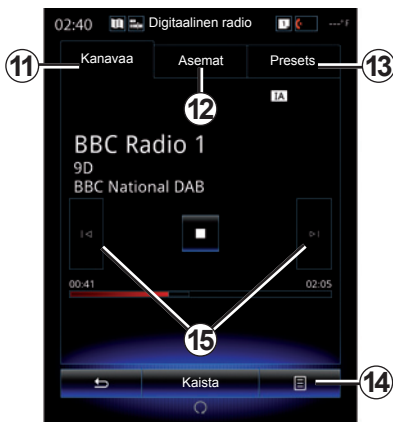 02:40 Digitaalinen radio ---°F
Kanavaa Asemat Presets
11
12
13
IA
BBC Radio 1
9D
BBC National DAB
00:41 02:05
15
Kaista
14